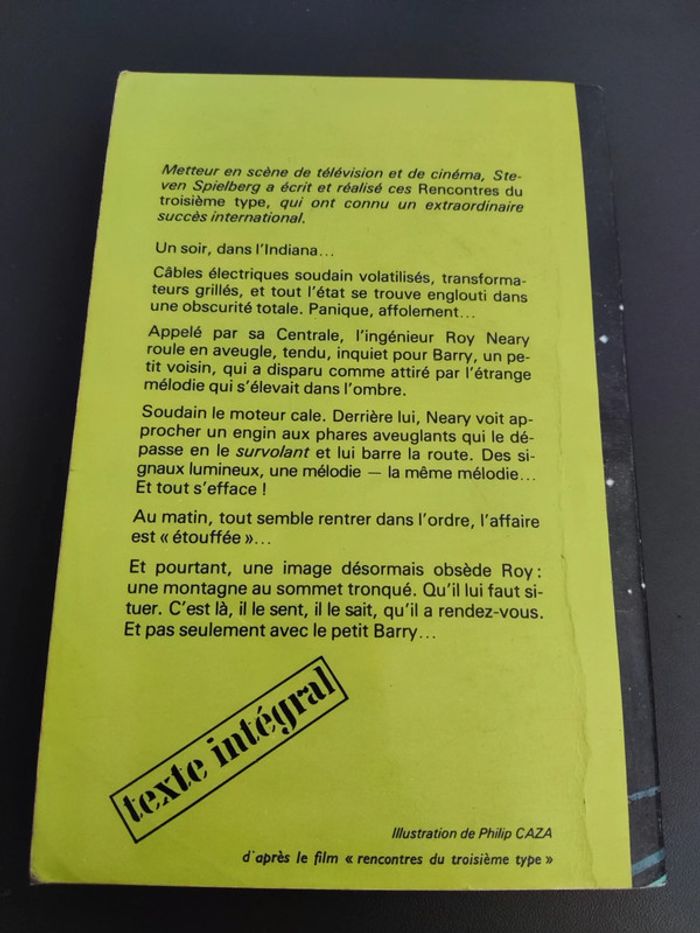 Metteur en scène de télévision et de cinéma, Ste-
ven Spielberg a écrit et réalisé ces Rencontres du
troisième type, qui ont connu un extraordinaire
succès international.
Un soir, dans l'Indiana...
Câbles électriques soudain volatilisés, transforma-
teurs grillés, et tout l'état se trouve englouti dans
une obscurité totale. Panique, affolement...
Appelé par sa Centrale, l'ingénieur Roy Neary
roule en aveugle, tendu, inquiet pour Barry, un pe-
tit voisin, qui a disparu comme attiré par l'étrange
mélodie qui s'élevait dans l'ombre.
Soudain le moteur cale. Derrière lui, Neary voit ap-
procher un engin aux phares aveuglants qui le dé-
passe en le survolant et lui barre la route. Des si-
gnaux lumineux, une mélodie — la même mélodie...
Et tout s'efface !
Au matin, tout semble rentrer dans l'ordre, l'affaire
est « étouffée »...
Et pourtant, une image désormais obsède Roy :
une montagne au sommet tronqué. Qu'il lui faut si-
tuer. C'est là, il le sent, il le sait, qu'il a rendez-vous.
Et pas seulement avec le petit Barry...
texte intégral
Illustration de Philip CAZA
d'après le film « rencontres du troisième type »